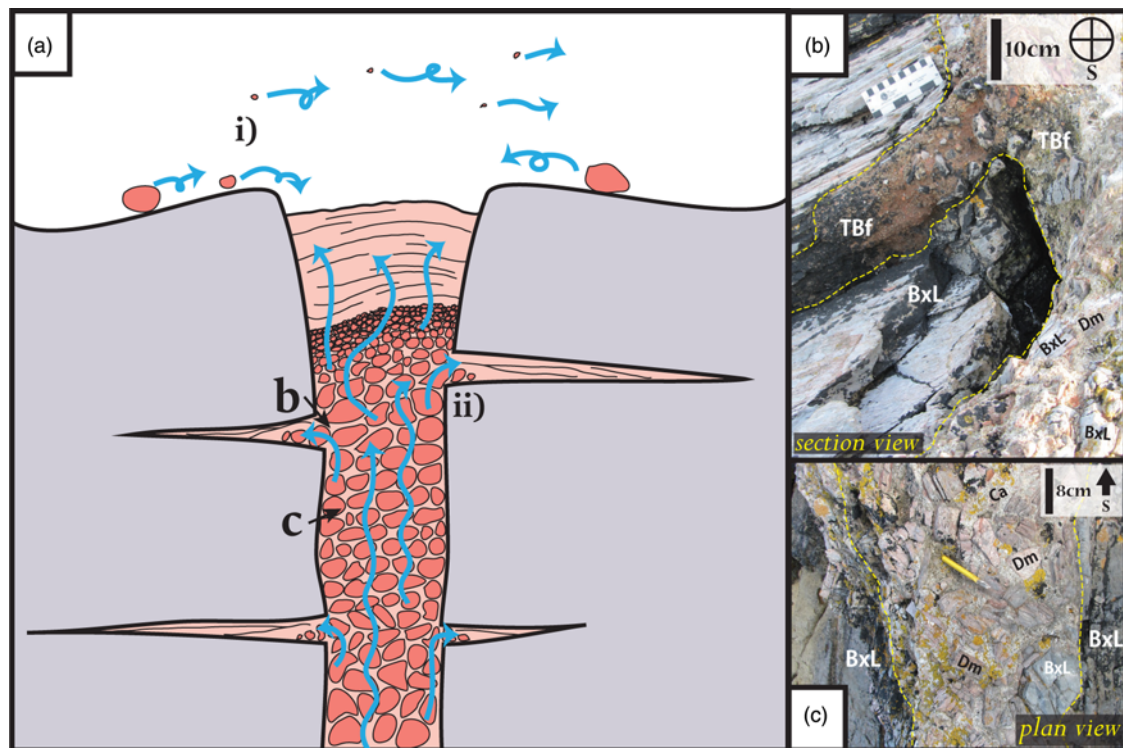 (a)
i)
b
ii)
c
(b)
10cm
S
TBf
TBf
BxL
Dm
BxL
BxL
section view
8cm
S
Ca
Dm
BxL
Dm
BxL
BxL
(c)
plan view